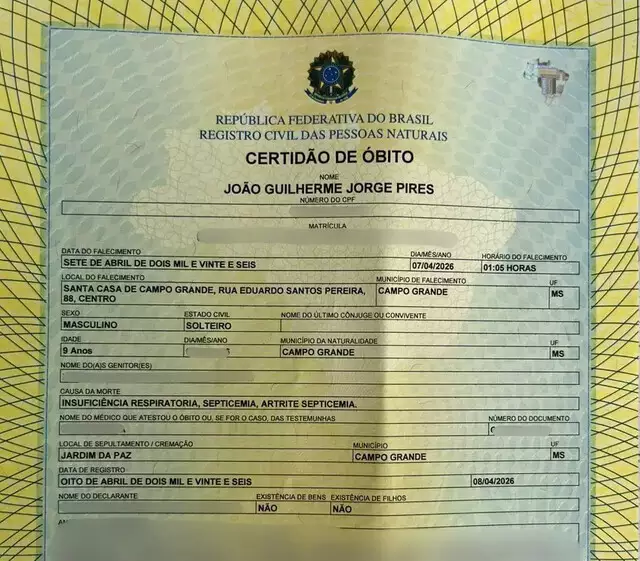 REPÚBLICA FEDERATIVA DO BRASIL
REGISTRO CIVIL DAS PESSOAS NATURAIS
CERTIDÃO DE ÓBITO
NOME
JOÃO GUILHERME JORGE PIRES
NÚMERO DO CPF
MATRÍCULA
DATA DO FALECIMENTO DIA/MÊS/ANO HORÁRIO DO FALECIMENTO
SETE DE ABRIL DE DOIS MIL E VINTE E SEIS 07/04/2026 01:05 HORAS
LOCAL DO FALECIMENTO MUNICÍPIO DE FALECIMENTO UF
SANTA CASA DE CAMPO GRANDE, RUA EDUARDO SANTOS PEREIRA, CAMPO GRANDE MS
88, CENTRO
SEXO ESTADO CIVIL NOME DO ÚLTIMO CÔNJUGE OU CONVIVENTE
MASCULINO SOLTEIRO
IDADE DIA/MÊS/ANO MUNICÍPIO DA NATURALIDADE UF
9 Anos CAMPO GRANDE MS
NOME DO(A)S GENITOR(ES)
CAUSA DA MORTE
INSUFICIÊNCIA RESPIRATORIA, SEPTICEMIA, ARTRITE SEPTICEMIA.
NOME DO MÉDICO QUE ATESTOU O ÓBITO OU, SE FOR O CASO, DAS TESTEMUNHAS NÚMERO DO DOCUMENTO
LOCAL DE SEPULTAMENTO / CREMAÇÃO MUNICÍPIO UF
JARDIM DA PAZ CAMPO GRANDE MS
DATA DE REGISTRO
OITO DE ABRIL DE DOIS MIL E VINTE E SEIS 08/04/2026
NOME DO DECLARANTE EXISTÊNCIA DE BENS EXISTÊNCIA DE FILHOS
NÃO NÃO